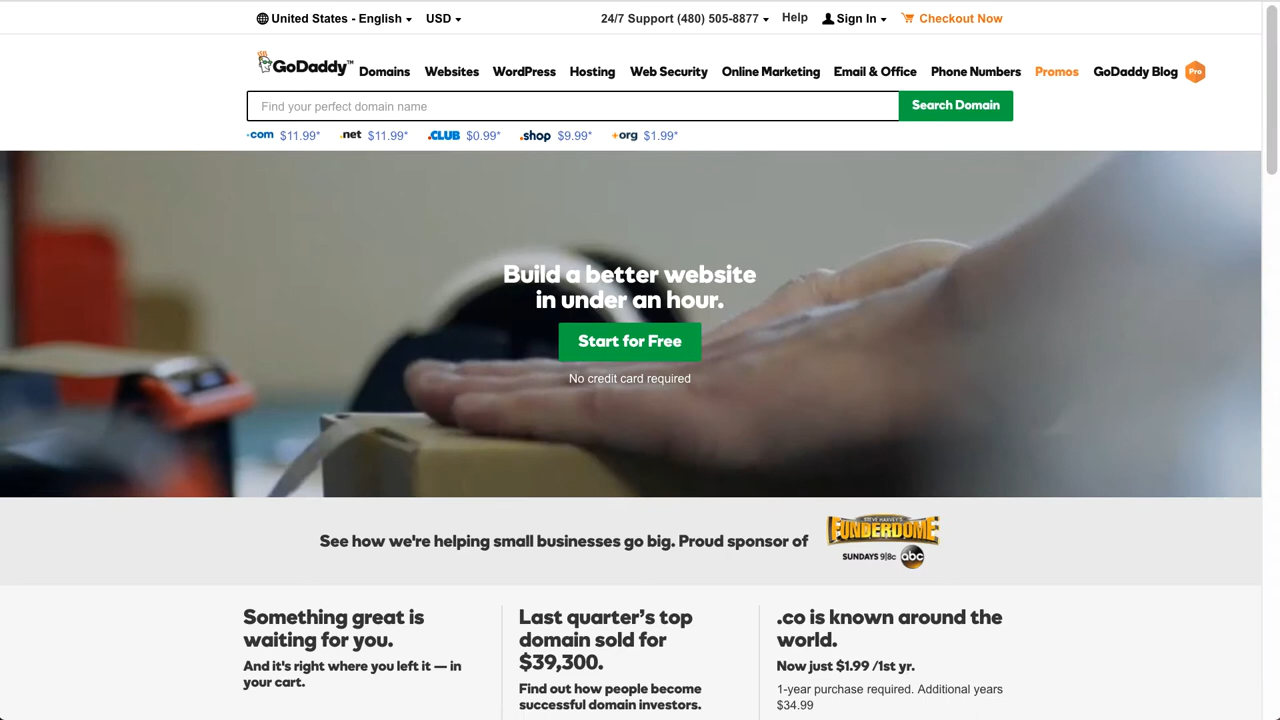 United States - English USD 24/7 Support (480) 505-8877 Help Sign In Checkout Now
GoDaddy™ Domains Websites WordPress Hosting Web Security Online Marketing Email & Office Phone Numbers Promos GoDaddy Blog Pro
Find your perfect domain name Search Domain
.com $11.99* .net $11.99* .CLUB $0.99* .shop $9.99* .org $1.99*
Build a better website
in under an hour.
Start for Free
No credit card required
See how we're helping small businesses go big. Proud sponsor of
STEVE HARVEY'S
FUNDERDOME
SUNDAYS 9|8c abc
Something great is
waiting for you.
And it's right where you left it — in
your cart.
Last quarter's top
domain sold for
$39,300.
Find out how people become
successful domain investors.
.co is known around the
world.
Now just $1.99 /1st yr.
1-year purchase required. Additional years
$34.99